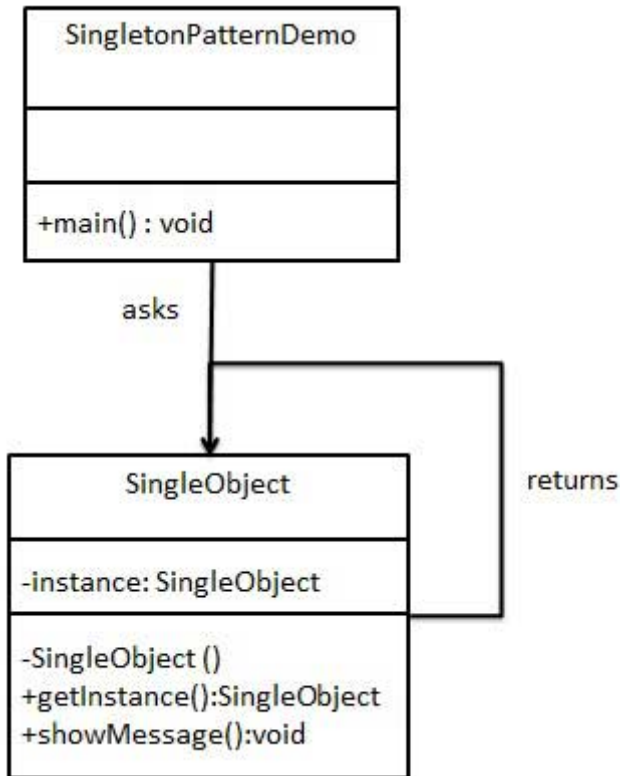 SingletonPatternDemo
+main() : void
asks
returns
SingleObject
-instance: SingleObject
-SingleObject ()
+getInstance():SingleObject
+showMessage():void